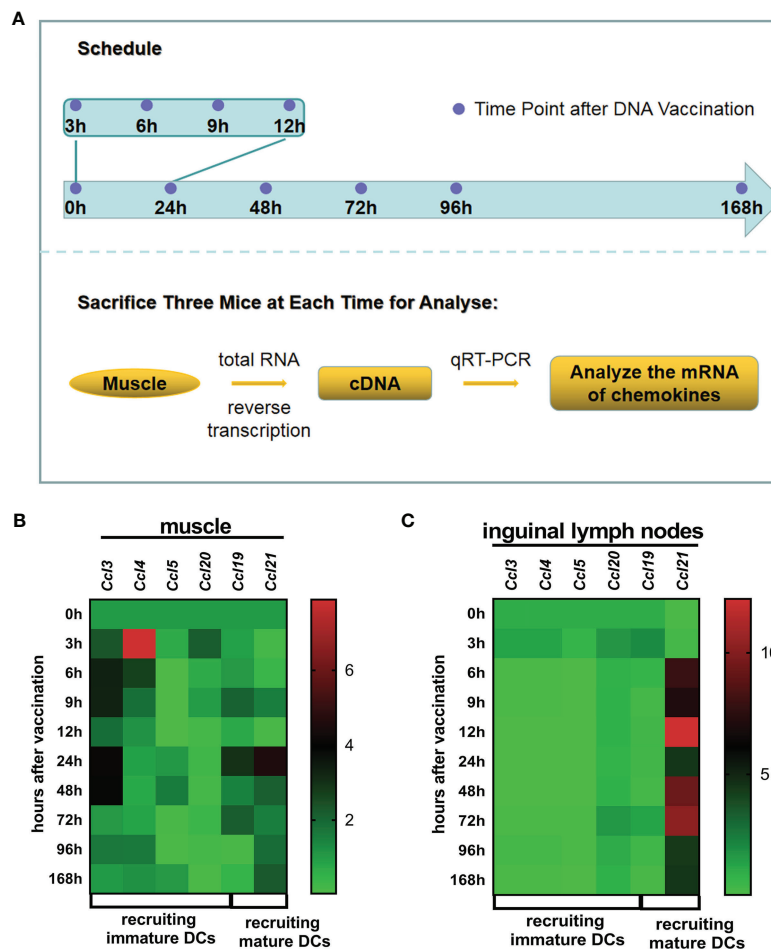 A
Schedule
3h 6h 9h 12h
Time Point after DNA Vaccination
0h 24h 48h 72h 96h 168h
Sacrifice Three Mice at Each Time for Analyse:
Muscle
total RNA
reverse
transcription
cDNA
qRT-PCR
Analyze the mRNA
of chemokines
B
muscle
Ccl3 Ccl4 Ccl5 Ccl20 Ccl19 Ccl21
hours after vaccination
0h
3h
6h
9h
12h
24h
48h
72h
96h
168h
6
4
2
recruiting
immature DCs
recruiting
mature DCs
C
inguinal lymph nodes
Ccl3 Ccl4 Ccl5 Ccl20 Ccl19 Ccl21
hours after vaccination
0h
3h
6h
9h
12h
24h
48h
72h
96h
168h
10
5
recruiting
immature DCs
recruiting
mature DCs